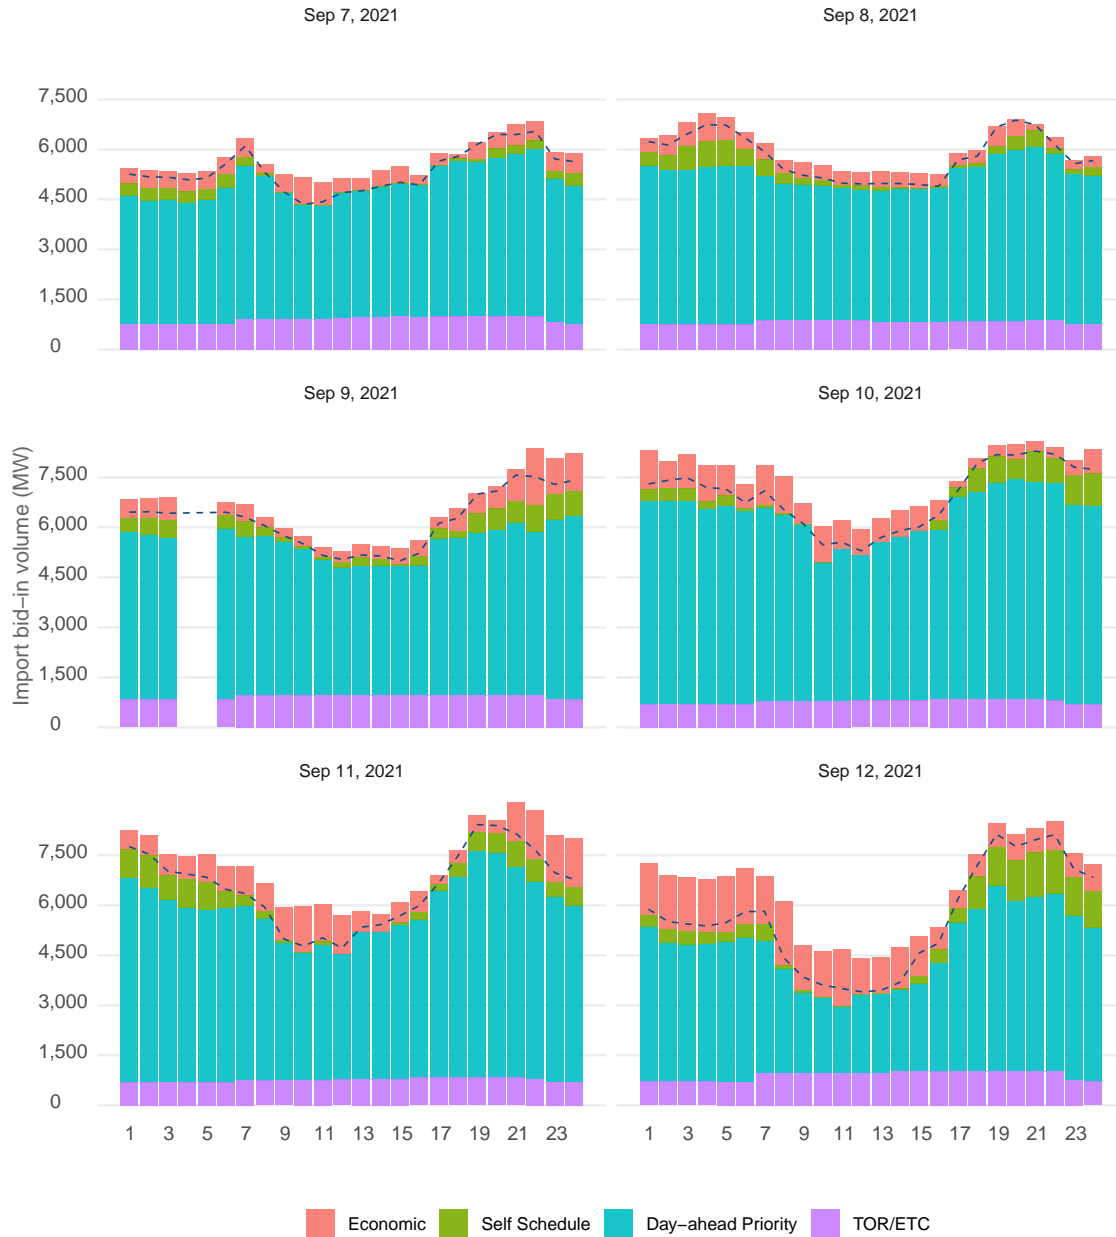 Sep 7, 2021
Sep 8, 2021
7,500
6,000
4,500
3,000
1,500
0
Sep 9, 2021
Sep 10, 2021
Import bid–in volume (MW)
7,500
6,000
4,500
3,000
1,500
0
Sep 11, 2021
Sep 12, 2021
7,500
6,000
4,500
3,000
1,500
0
1 3 5 7 9 11 13 15 17 19 21 23
1 3 5 7 9 11 13 15 17 19 21 23
Economic
Self Schedule
Day–ahead Priority
TOR/ETC